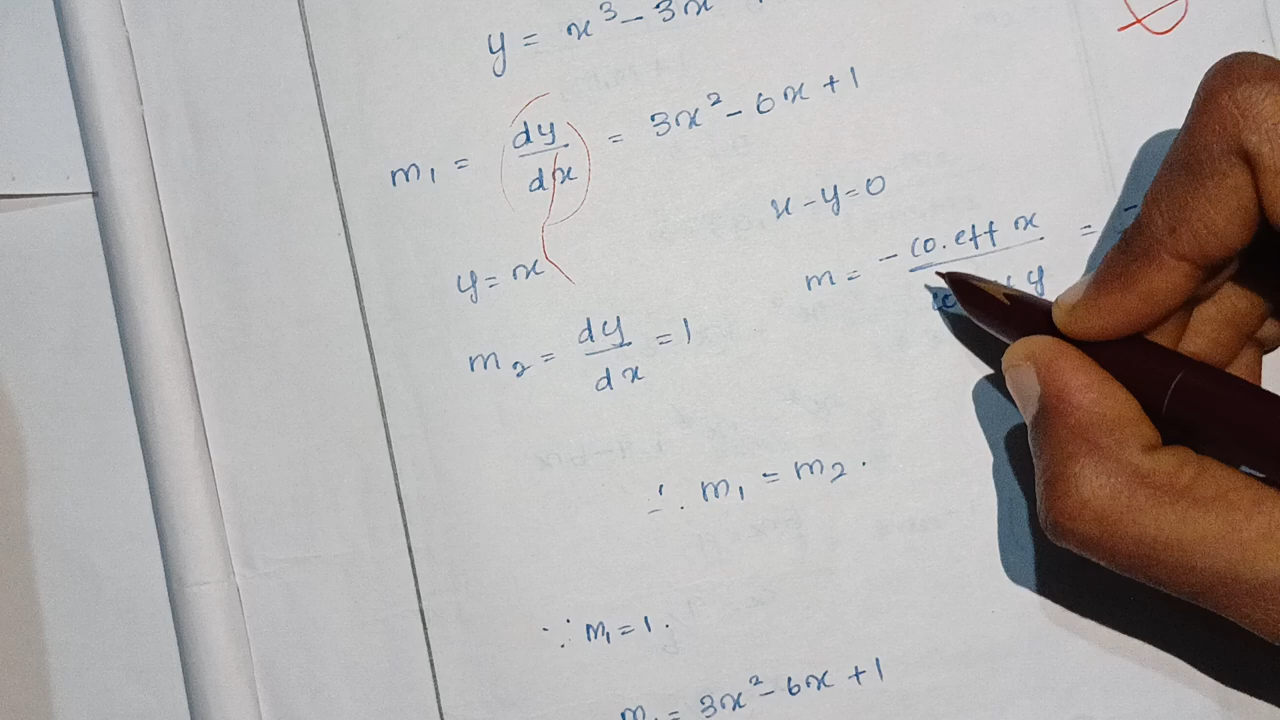 y = x³ - 3x
m₁ = (dy/dx) = 3x² - 6x + 1
x - y = 0
y = x
m = - co.eff x / y =
m₂ = dy/dx = 1
∴ m₁ = m₂.
∵ m₁ = 1.
m₁ = 3x² - 6x + 1